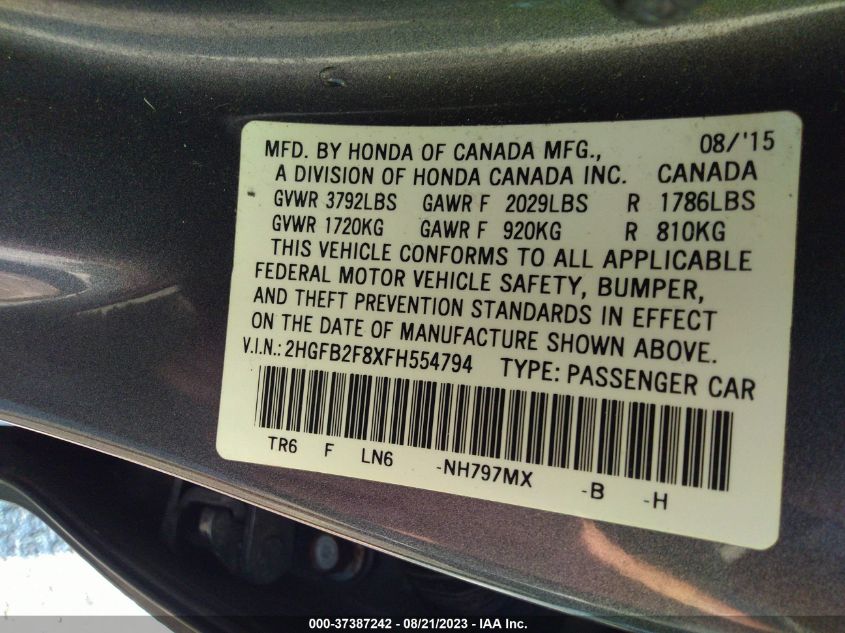 MFD. BY HONDA OF CANADA MFG., 08/'15
A DIVISION OF HONDA CANADA INC. CANADA
GVWR 3792LBS GAWR F 2029LBS R 1786LBS
GVWR 1720KG GAWR F 920KG R 810KG
THIS VEHICLE CONFORMS TO ALL APPLICABLE
FEDERAL MOTOR VEHICLE SAFETY, BUMPER,
AND THEFT PREVENTION STANDARDS IN EFFECT
ON THE DATE OF MANUFACTURE SHOWN ABOVE.
V.I.N.: 2HGFB2F8XFH554794 TYPE: PASSENGER CAR
TR6 F LN6 -NH797MX -B -H
000-37387242 - 08/21/2023 - IAA Inc.